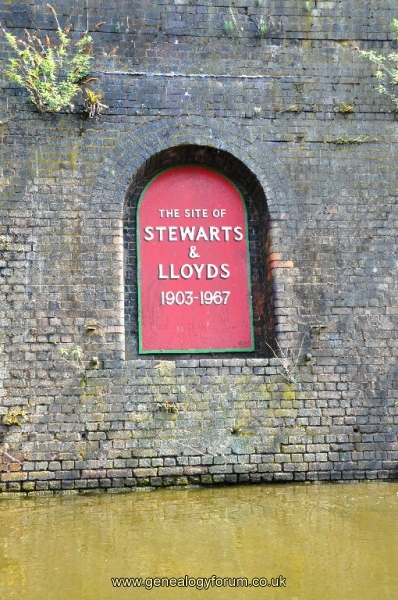 THE SITE OF
STEWARTS
&
LLOYDS
1903-1967
www.genealogyforum.co.uk